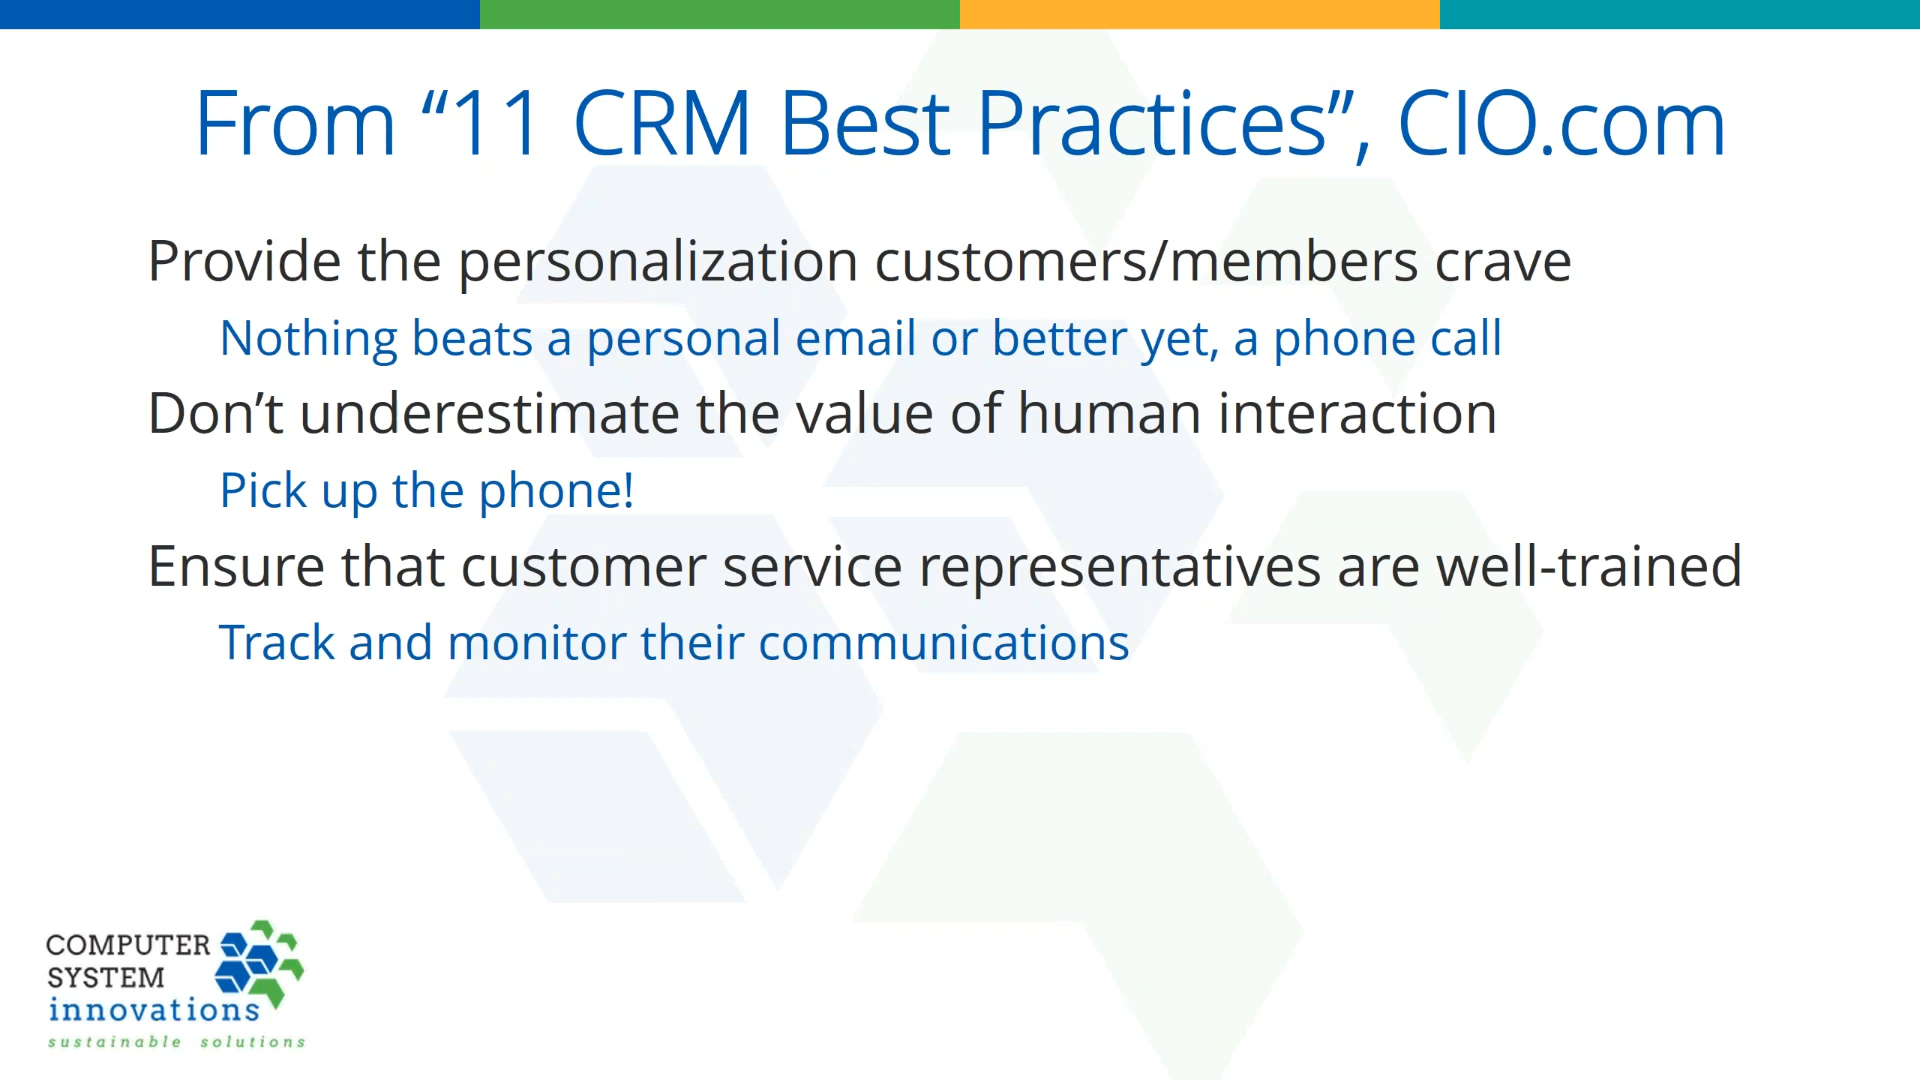 From “11 CRM Best Practices”, CIO.com
Provide the personalization customers/members crave
Nothing beats a personal email or better yet, a phone call
Don’t underestimate the value of human interaction
Pick up the phone!
Ensure that customer service representatives are well-trained
Track and monitor their communications
COMPUTER
SYSTEM
innovations
sustainable solutions